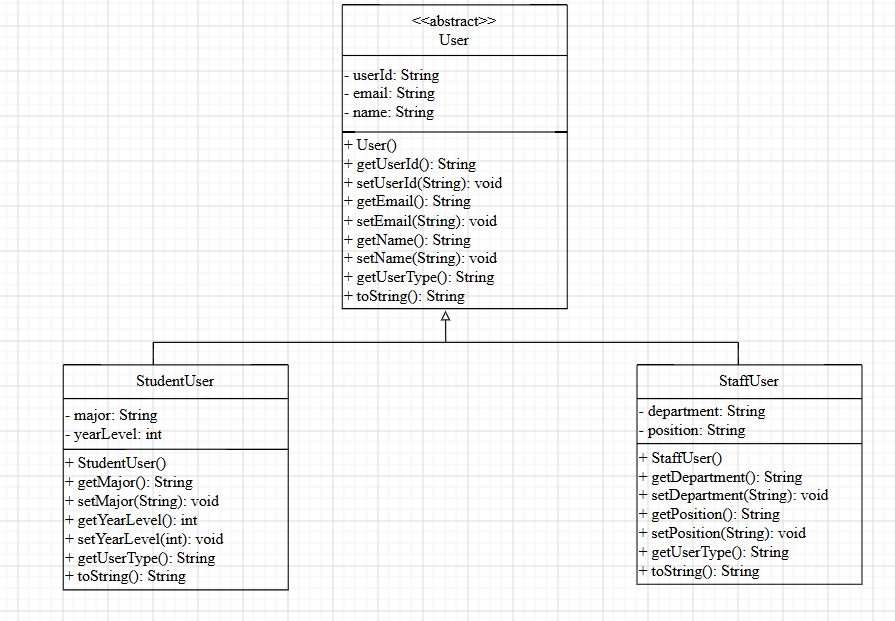 <<abstract>>
User
- userId: String
- email: String
- name: String
+ User()
+ getUserId(): String
+ setUserId(String): void
+ getEmail(): String
+ setEmail(String): void
+ getName(): String
+ setName(String): void
+ getUserType(): String
+ toString(): String
StudentUser
- major: String
- yearLevel: int
+ StudentUser()
+ getMajor(): String
+ setMajor(String): void
+ getYearLevel(): int
+ setYearLevel(int): void
+ getUserType(): String
+ toString(): String
StaffUser
- department: String
- position: String
+ StaffUser()
+ getDepartment(): String
+ setDepartment(String): void
+ getPosition(): String
+ setPosition(String): void
+ getUserType(): String
+ toString(): String